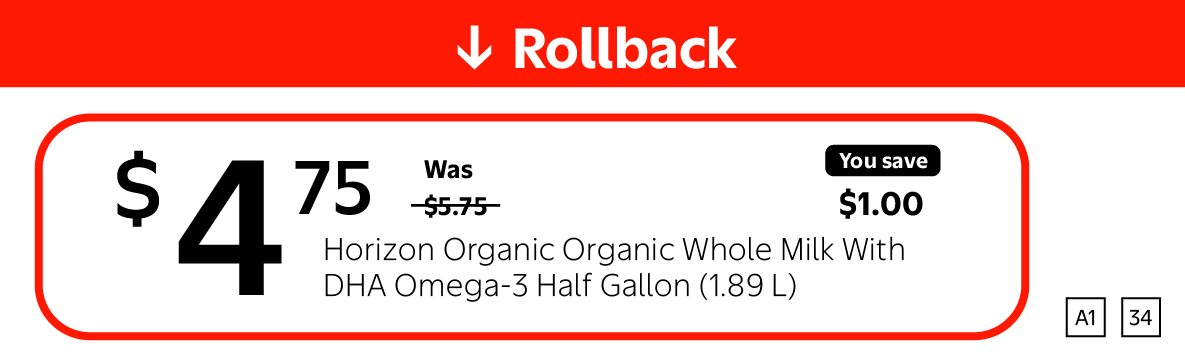 ↓ Rollback
$4 75
Was
$5.75
You save
$1.00
Horizon Organic Organic Whole Milk With
DHA Omega-3 Half Gallon (1.89 L)
A1 34